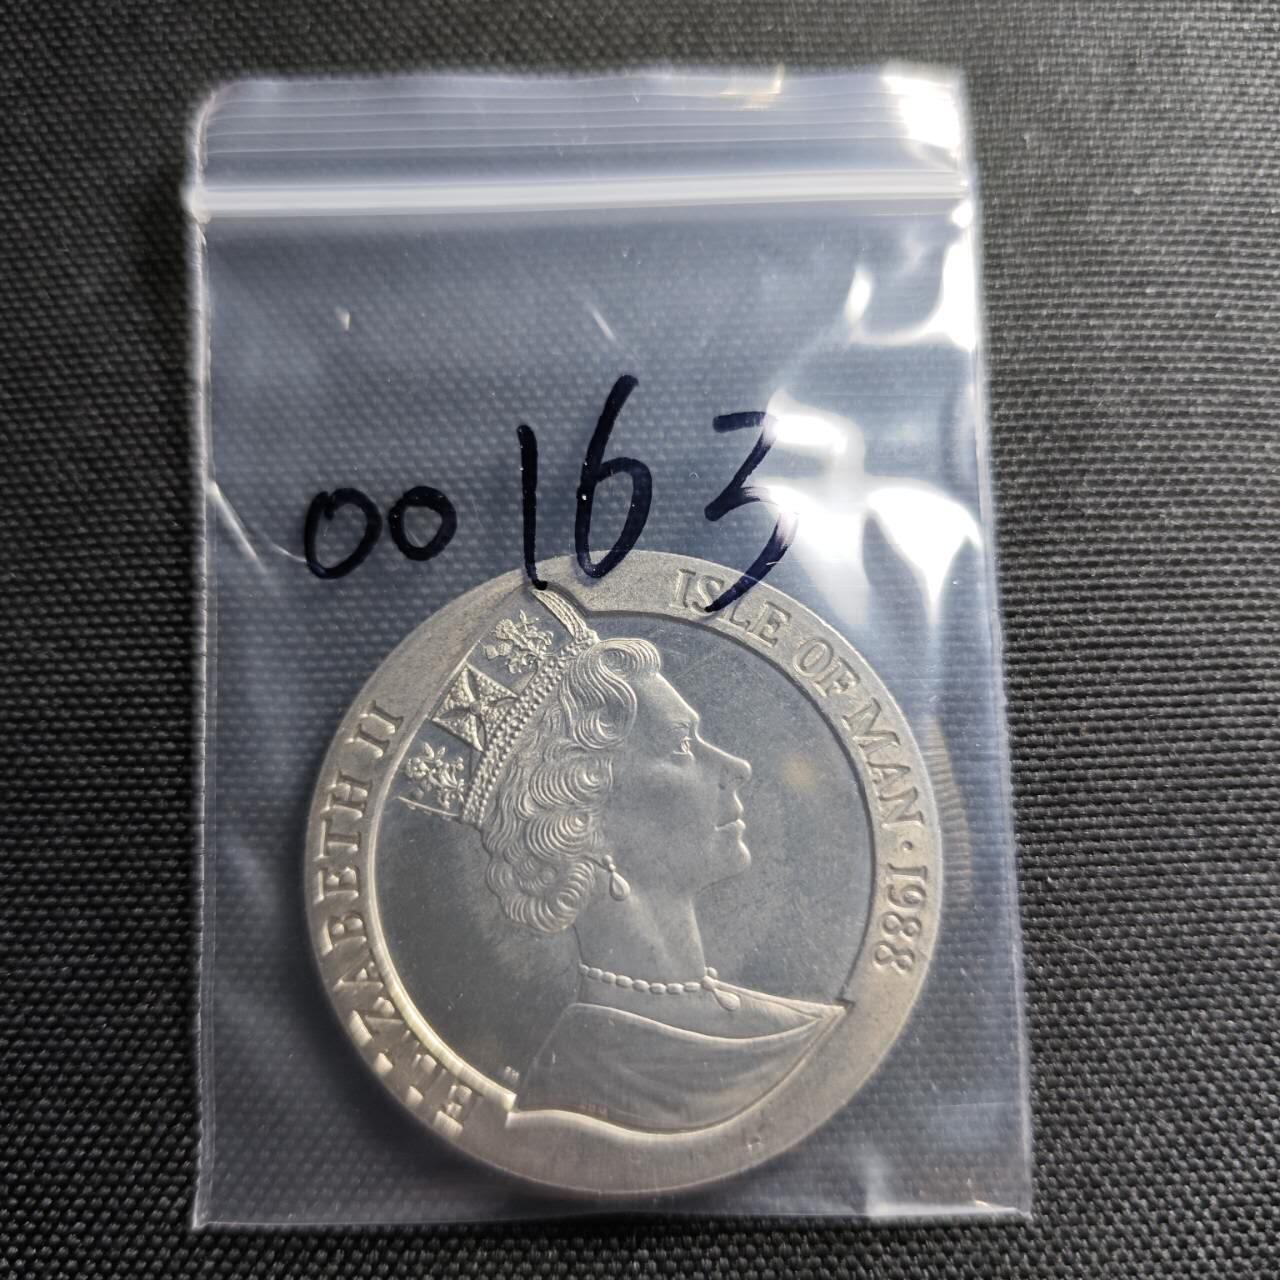 00163
ELIZABETH II
ISLE OF MAN · 1988